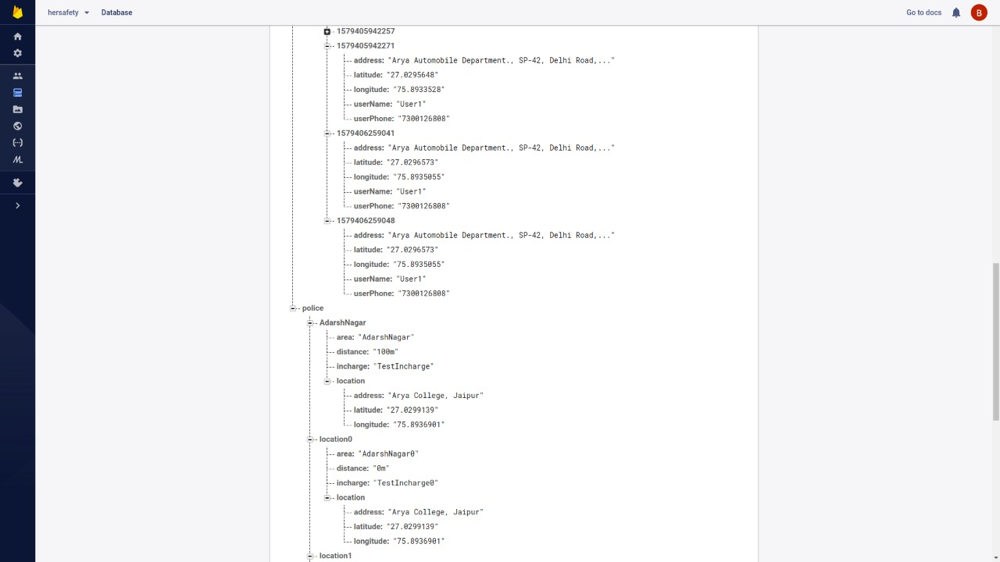 hersafety Database Go to docs B
1579405942257
1579405942271
address: "Arya Automobile Department., SP-42, Delhi Road,..."
latitude: "27.0295648"
longitude: "75.8933528"
userName: "User1"
userPhone: "7300126808"
1579406259041
address: "Arya Automobile Department., SP-42, Delhi Road,..."
latitude: "27.0296573"
longitude: "75.8935055"
userName: "User1"
userPhone: "7300126808"
1579406259048
address: "Arya Automobile Department., SP-42, Delhi Road,..."
latitude: "27.0296573"
longitude: "75.8935055"
userName: "User1"
userPhone: "7300126808"
police
AdarshNagar
area: "AdarshNagar"
distance: "100m"
incharge: "TestIncharge"
location
address: "Arya College, Jaipur"
latitude: "27.0299139"
longitude: "75.8936901"
location0
area: "AdarshNagar0"
distance: "0m"
incharge: "TestIncharge0"
location
address: "Arya College, Jaipur"
latitude: "27.0299139"
longitude: "75.8936901"
location1